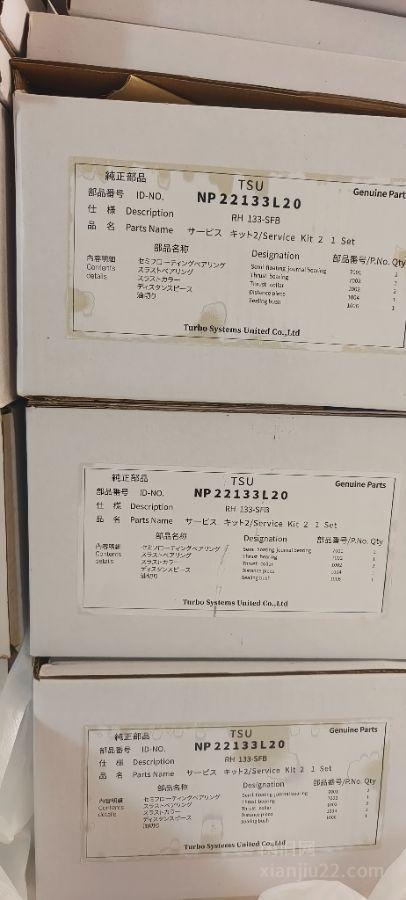 純正部品
TSU
Genuine Part
部品番号 ID-NO. NP22133L20
仕 様 Description RH 133-SFB
品 名 Parts Name サービス キット2/Service Kit 2 1 Set
部品名称 Designation 部品番号/P.No. Qty
内容明細 セミフローティングベアリング Semi floating journal bearing
Contents スラストベアリング Thrust bearing
details スラストカラー Thrust collar
ディスタンスピース
油切り
Turbo Systems United Co.,Ltd
純正部品
TSU
Genuine Parts
部品番号 ID-NO. NP22133L20
仕 様 Description RH 133-SFB
品 名 Parts Name サービス キット2/Service Kit 2 1 Set
部品名称 Designation 部品番号/P.No. Qty
内容明細 セミフローティングベアリング
Contents スラストベアリング Thrust bearing
details スラストカラー Thrust collar
ディスタンスピース
油切り
Turbo Systems United Co.,Ltd
純正部品
TSU
Genuine Parts
部品番号 ID-NO. NP22133L20
仕 様 Description RH 133-SFB
品 名 Parts Name サービス キット2/Service Kit 2 1 Set
部品名称 Designation 部品番号/P.No. Qty
内容明細 セミフローティングベアリング
Contents スラストベアリング Thrust bearing
details スラストカラー Thrust collar
ディスタンスピース
油切り
Turbo Systems United Co.,Ltd
xianjiu22.com